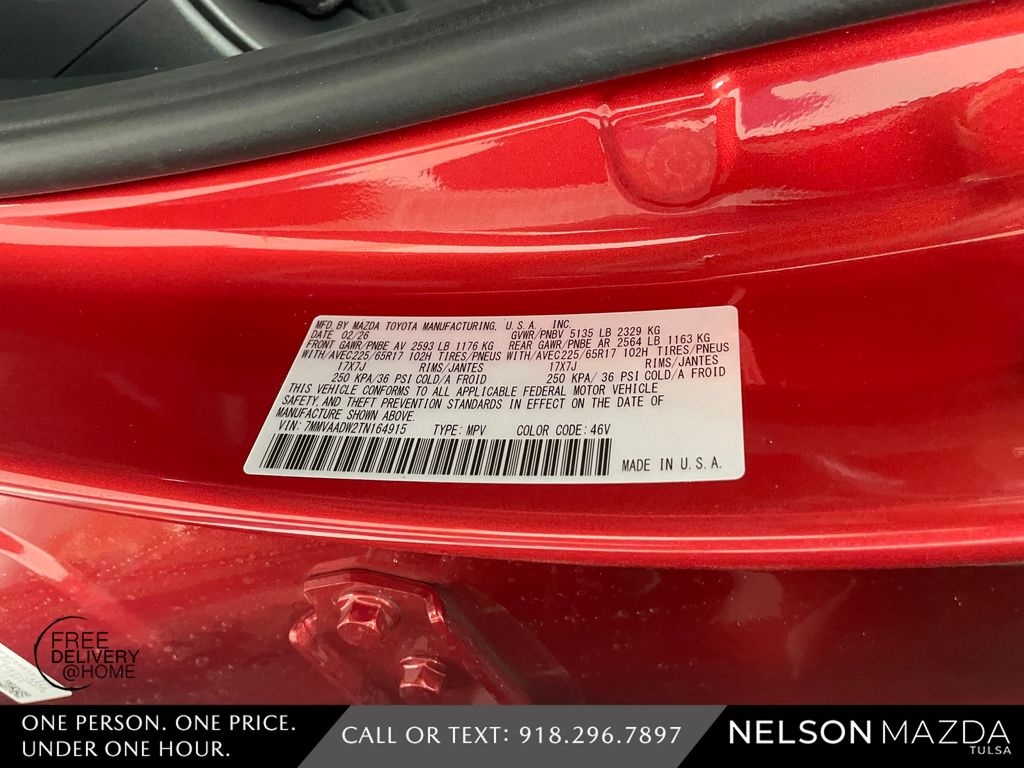 MFD. BY MAZDA TOYOTA MANUFACTURING, U.S.A., INC.
DATE 02/26 GVWR/PNBV 5135 LB 2329 KG
FRONT GAWR/PNBE AV 2593 LB 1176 KG REAR GAWR/PNBE AR 2564 LB 1163 KG
WITH/AVEC225/65R17 102H TIRES/PNEUS WITH/AVEC225/65R17 102H TIRES/PNEUS
17X7J RIMS/JANTES 17X7J RIMS/JANTES
250 KPA/36 PSI COLD/A FROID 250 KPA/ 36 PSI COLD/A FROID
THIS VEHICLE CONFORMS TO ALL APPLICABLE FEDERAL MOTOR VEHICLE
SAFETY, AND THEFT PREVENTION STANDARDS IN EFFECT ON THE DATE OF
MANUFACTURE SHOWN ABOVE.
VIN: 7MMVAADW2TN164915 TYPE: MPV COLOR CODE: 46V
MADE IN U.S.A.
FREE
DELIVERY
@HOME
ONE PERSON. ONE PRICE.
UNDER ONE HOUR.
CALL OR TEXT: 918.296.7897
NELSON MAZDA
TULSA